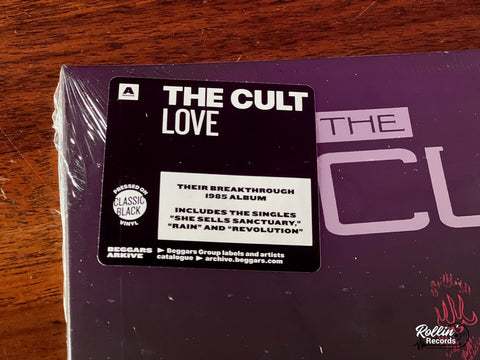 A
THE CULT
LOVE
THEIR BREAKTHROUGH
1985 ALBUM
INCLUDES THE SINGLES
"SHE SELLS SANCTUARY,"
"RAIN" AND "REVOLUTION"
PRESSED ON
CLASSIC
BLACK
VINYL
BEGGARS
ARKIVE
▶ Beggars Group labels and artists
catalogue ▶ archive.beggars.com
THE
CU
Rollin'
Records